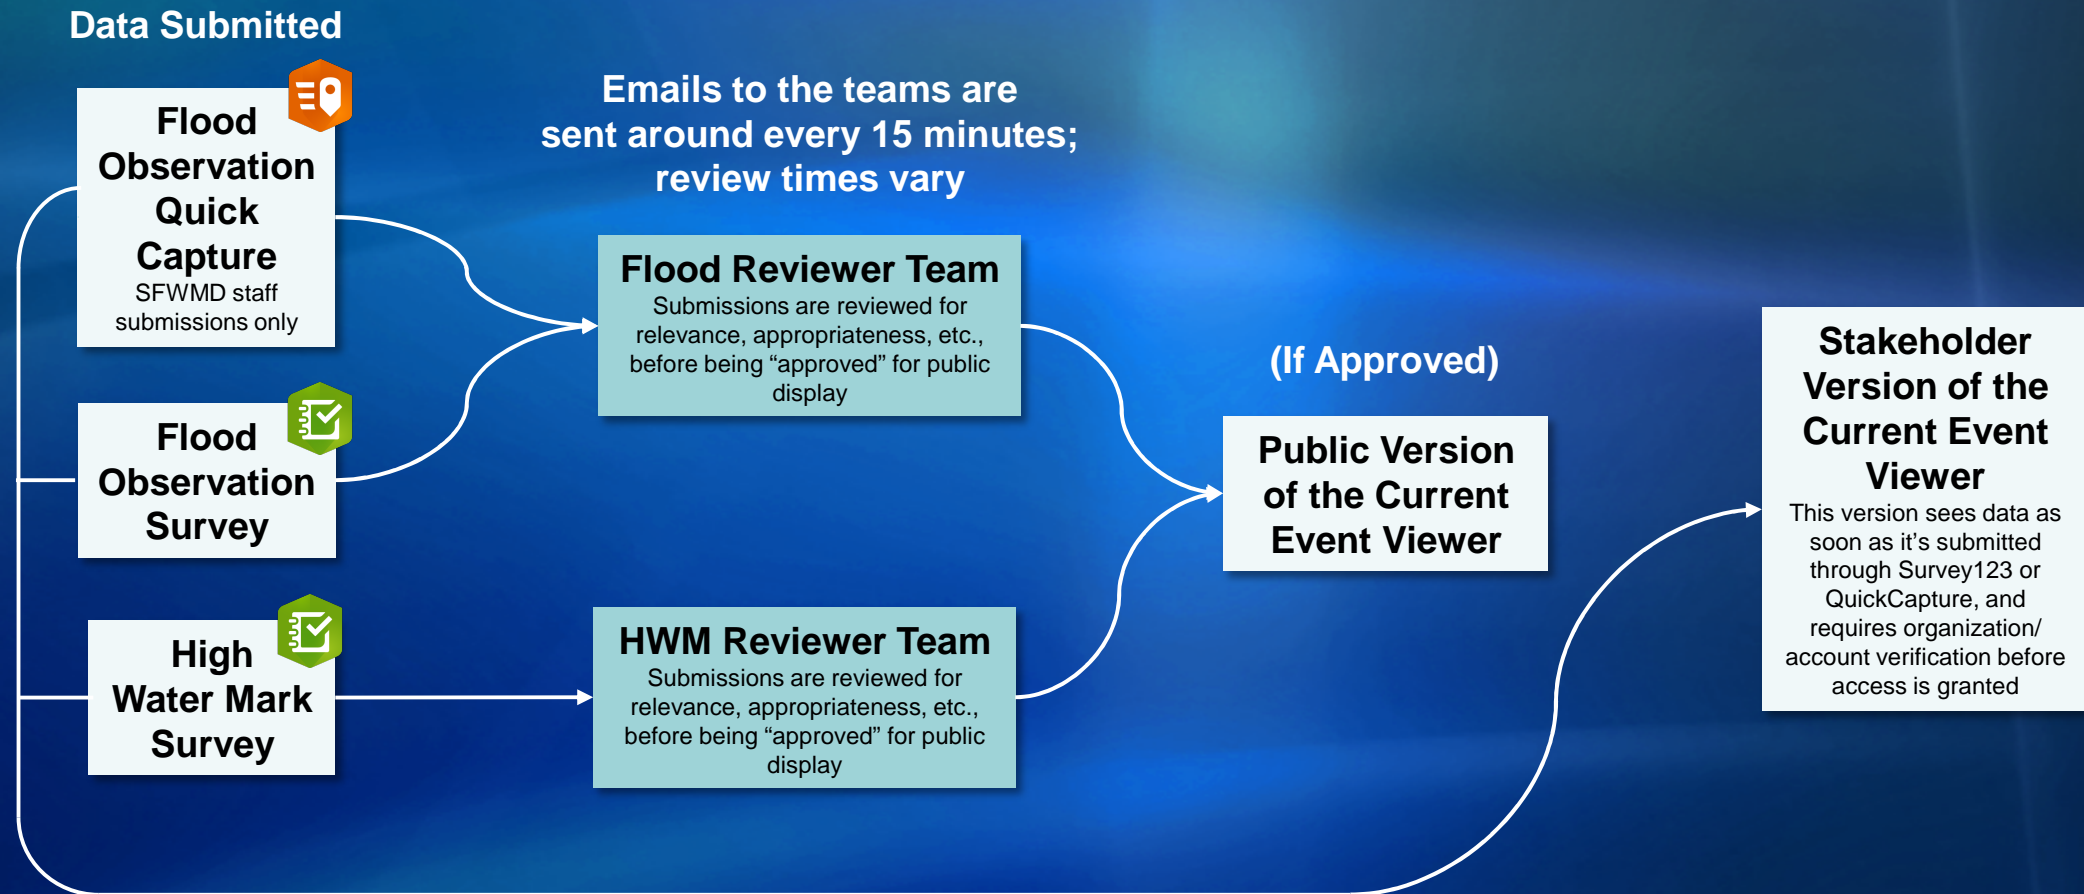 Data Submitted
Flood
Observation
Quick
Capture
SFWMD staff
submissions only
Flood
Observation
Survey
High
Water Mark
Survey
Emails to the teams are
sent around every 15 minutes;
review times vary
Flood Reviewer Team
Submissions are reviewed for
relevance, appropriateness, etc.,
before being “approved” for public
display
HWM Reviewer Team
Submissions are reviewed for
relevance, appropriateness, etc.,
before being “approved” for public
display
(If Approved)
Public Version
of the Current
Event Viewer
Stakeholder
Version of the
Current Event
Viewer
This version sees data as
soon as it’s submitted
through Survey123 or
QuickCapture, and
requires organization/
account verification before
access is granted